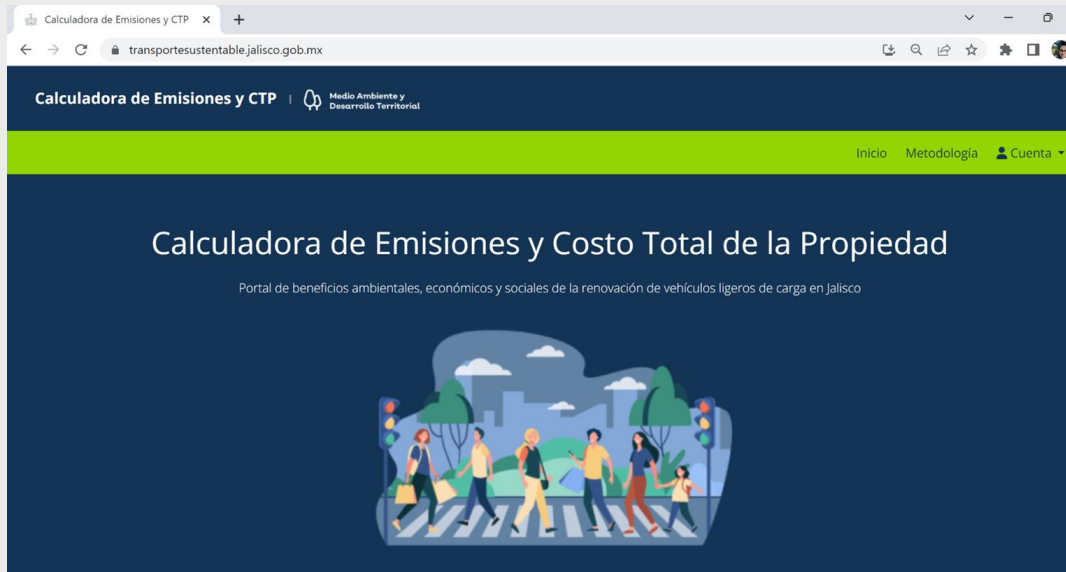 Calculadora de Emisiones y CTP
transportesustentable.jalisco.gob.mx
Calculadora de Emisiones y CTP
Medio Ambiente y
Desarrollo Territorial
Inicio Metodología Cuenta
Calculadora de Emisiones y Costo Total de la Propiedad
Portal de beneficios ambientales, económicos y sociales de la renovación de vehículos ligeros de carga en Jalisco